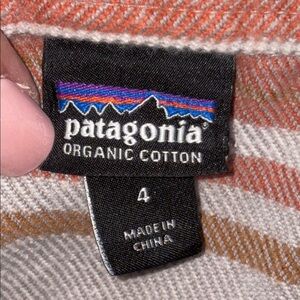 patagonia®
ORGANIC COTTON
4
MADE IN
CHINA